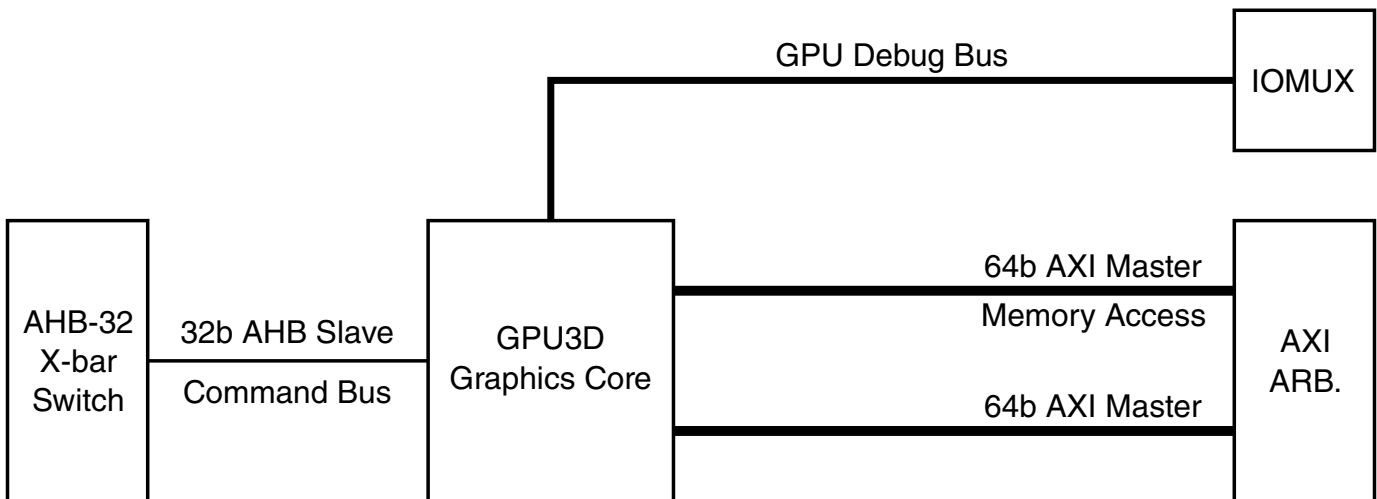 GPU Debug Bus
IOMUX
AHB-32
X-bar
Switch
32b AHB Slave
Command Bus
GPU3D
Graphics Core
64b AXI Master
Memory Access
64b AXI Master
AXI
ARB.